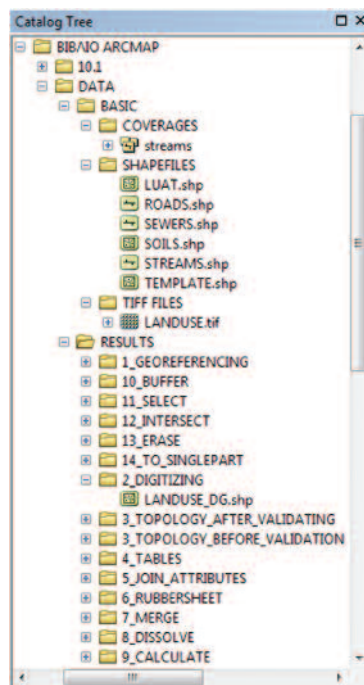 Catalog Tree
ΒΙΒΛΙΟ ARCMAP
10.1
DATA
BASIC
COVERAGES
streams
SHAPEFILES
LUAT.shp
ROADS.shp
SEWERS.shp
SOILS.shp
STREAMS.shp
TEMPLATE.shp
TIFF FILES
LANDUSE.tif
RESULTS
1_GEOREFERENCING
10_BUFFER
11_SELECT
12_INTERSECT
13_ERASE
14_TO_SINGLEPART
2_DIGITIZING
LANDUSE_DG.shp
3_TOPOLOGY_AFTER_VALIDATING
3_TOPOLOGY_BEFORE_VALIDATION
4_TABLES
5_JOIN_ATTRIBUTES
6_RUBBERSHEET
7_MERGE
8_DISSOLVE
9_CALCULATE